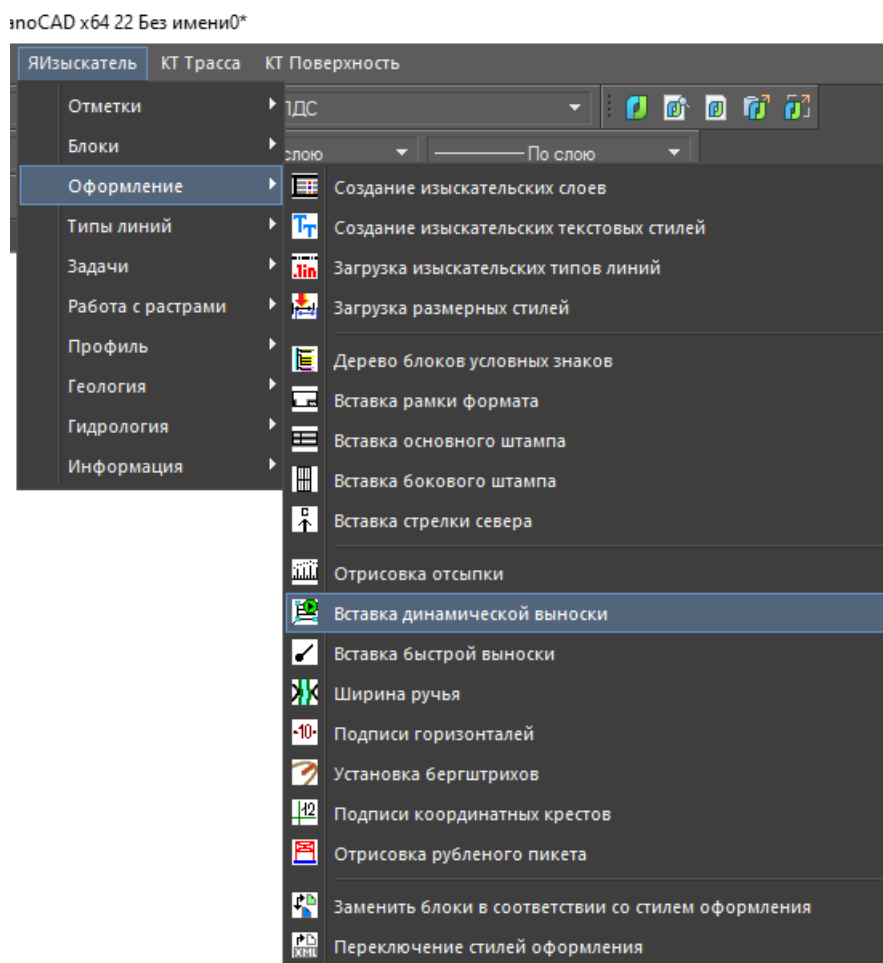 anoCAD x64 22 Без имени0*
ЯИзыскатель КТ Трасса КТ Поверхность
Отметки
ПДС
Блоки
слою
По слою
Оформление
Типы линий
Задачи
Работа с растрами
Профиль
Геология
Гидрология
Информация
Создание изыскательских слоев
Создание изыскательских текстовых стилей
Загрузка изыскательских типов линий
Загрузка размерных стилей
Дерево блоков условных знаков
Вставка рамки формата
Вставка основного штампа
Вставка бокового штампа
Вставка стрелки севера
Отрисовка отсыпки
Вставка динамической выноски
Вставка быстрой выноски
Ширина ручья
Подписи горизонталей
Установка бергштрихов
Подписи координатных крестов
Отрисовка рубленого пикета
Заменить блоки в соответствии со стилем оформления
Переключение стилей оформления